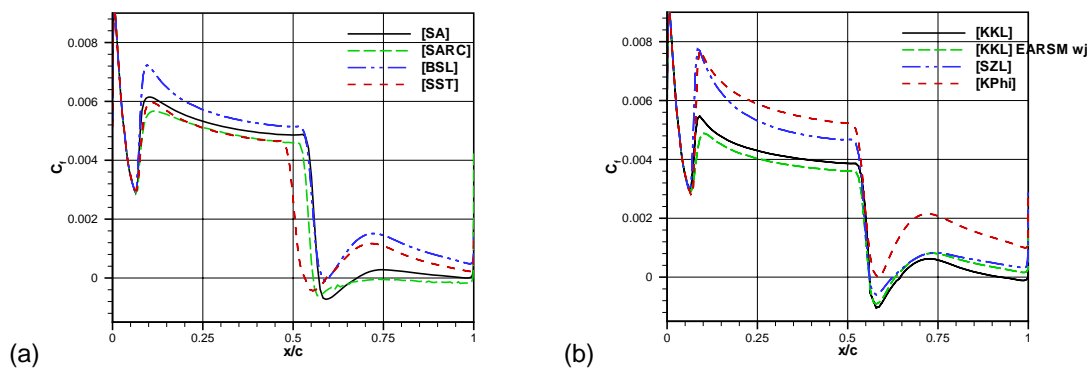 [SA]
[SARC]
[BSL]
[SST]
0.008
0.006
0.004
0.002
0
Cf
0
0.25
0.5
0.75
1
x/c
(a)
[KKL]
[KKL] EARSM wj
[SZL]
[KPhi]
0.008
0.006
0.004
0.002
0
Cf
0
0.25
0.5
0.75
1
x/c
(b)